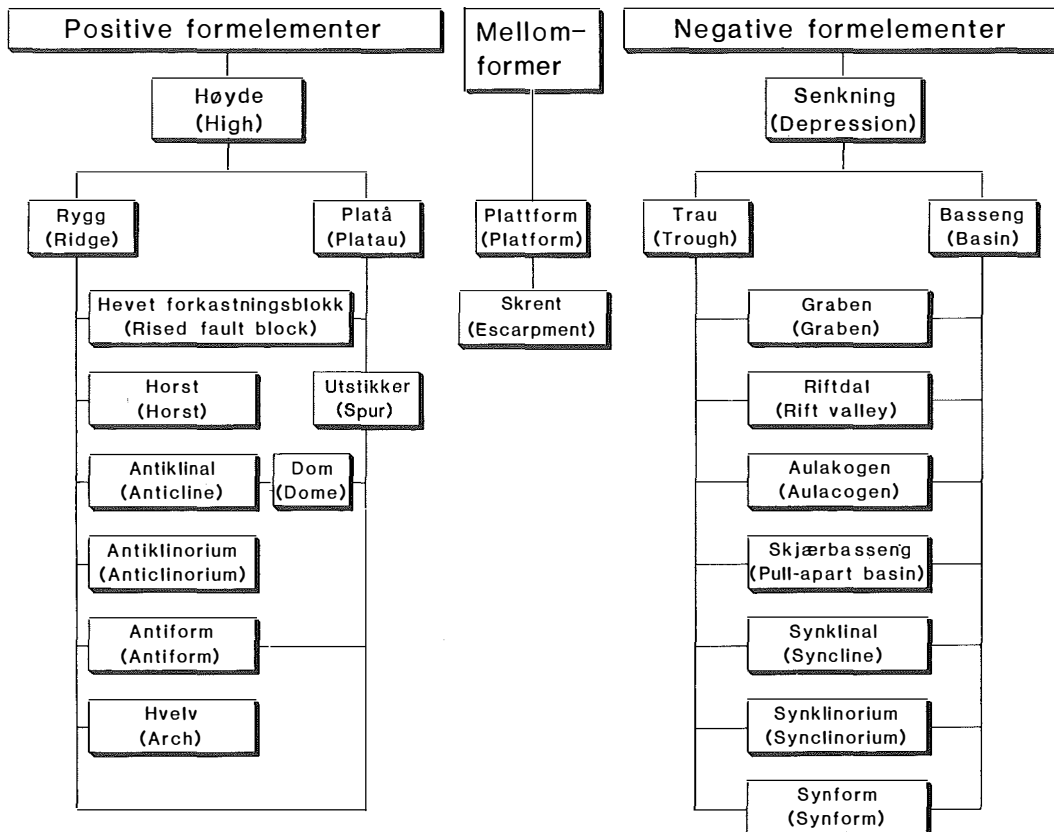 Positive formelementer
Høyde
(High)
Rygg
(Ridge)
Platå
(Platau)
Hevet forkastningsblokk
(Rised fault block)
Horst
(Horst)
Utstikker
(Spur)
Antiklinal
(Anticline)
Dom
(Dome)
Antiklinorium
(Anticlinorium)
Antiform
(Antiform)
Hvelv
(Arch)
Mellom-
former
Plattform
(Platform)
Skrent
(Escarpment)
Negative formelementer
Senkning
(Depression)
Trau
(Trough)
Basseng
(Basin)
Graben
(Graben)
Riftdal
(Rift valley)
Aulakogen
(Aulacogen)
Skjærbasseng
(Pull-apart basin)
Synklinal
(Syncline)
Synklinorium
(Synclinorium)
Synform
(Synform)